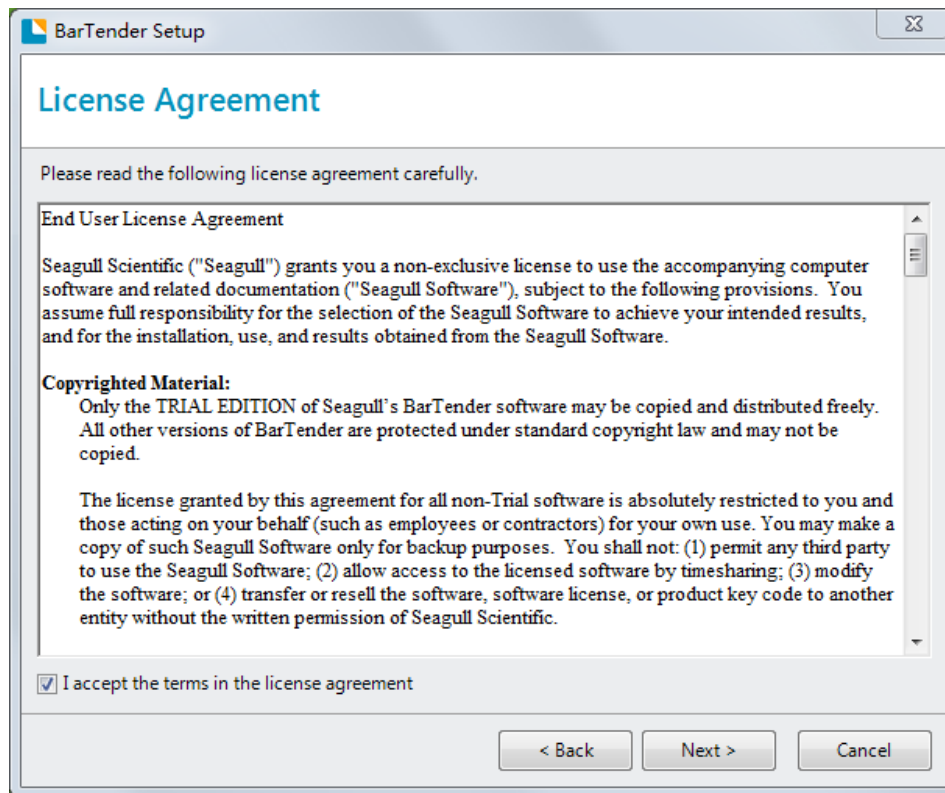 BarTender Setup
License Agreement
Please read the following license agreement carefully.
End User License Agreement
Seagull Scientific ("Seagull") grants you a non-exclusive license to use the accompanying computer
software and related documentation ("Seagull Software"), subject to the following provisions.  You
assume full responsibility for the selection of the Seagull Software to achieve your intended results,
and for the installation, use, and results obtained from the Seagull Software.
Copyrighted Material:
Only the TRIAL EDITION of Seagull’s BarTender software may be copied and distributed freely.
All other versions of BarTender are protected under standard copyright law and may not be
copied.
The license granted by this agreement for all non-Trial software is absolutely restricted to you and
those acting on your behalf (such as employees or contractors) for your own use. You may make a
copy of such Seagull Software only for backup purposes.  You shall not: (1) permit any third party
to use the Seagull Software; (2) allow access to the licensed software by timesharing; (3) modify
the software; or (4) transfer or resell the software, software license, or product key code to another
entity without the written permission of Seagull Scientific.
I accept the terms in the license agreement
< Back
Next >
Cancel